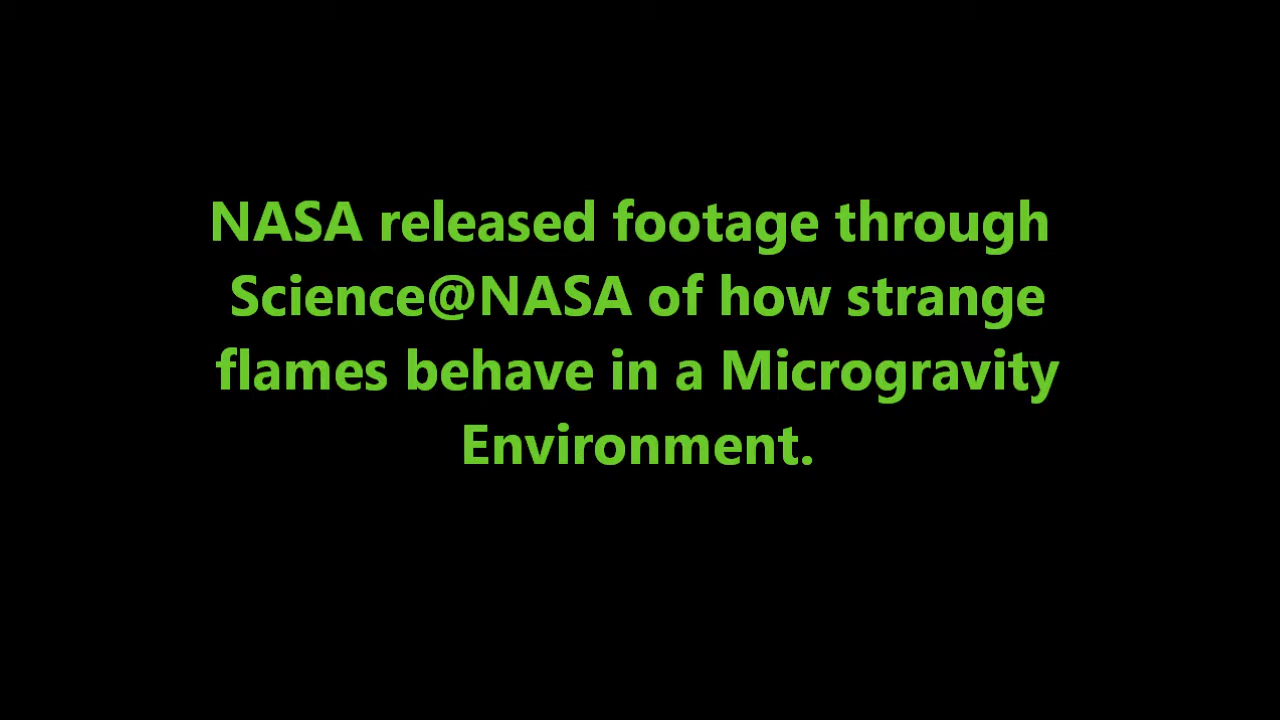 NASA released footage through
Science@NASA of how strange
flames behave in a Microgravity
Environment.